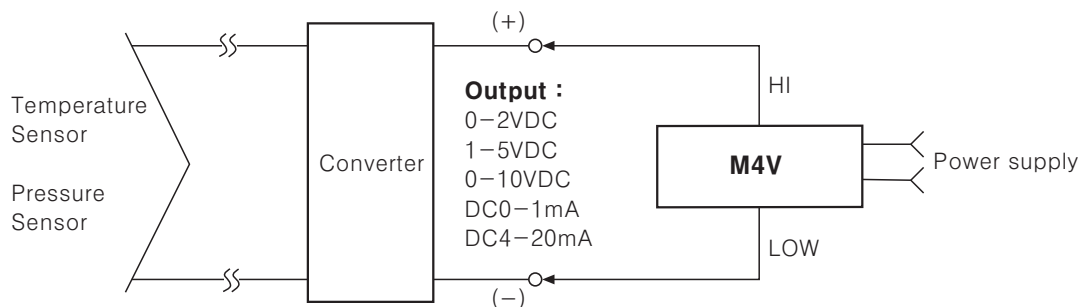 (+)
HI
Output :
0-2VDC
1-5VDC
0-10VDC
DC0-1mA
DC4-20mA
Temperature
Sensor
Pressure
Sensor
Converter
M4V
Power supply
LOW
(-)